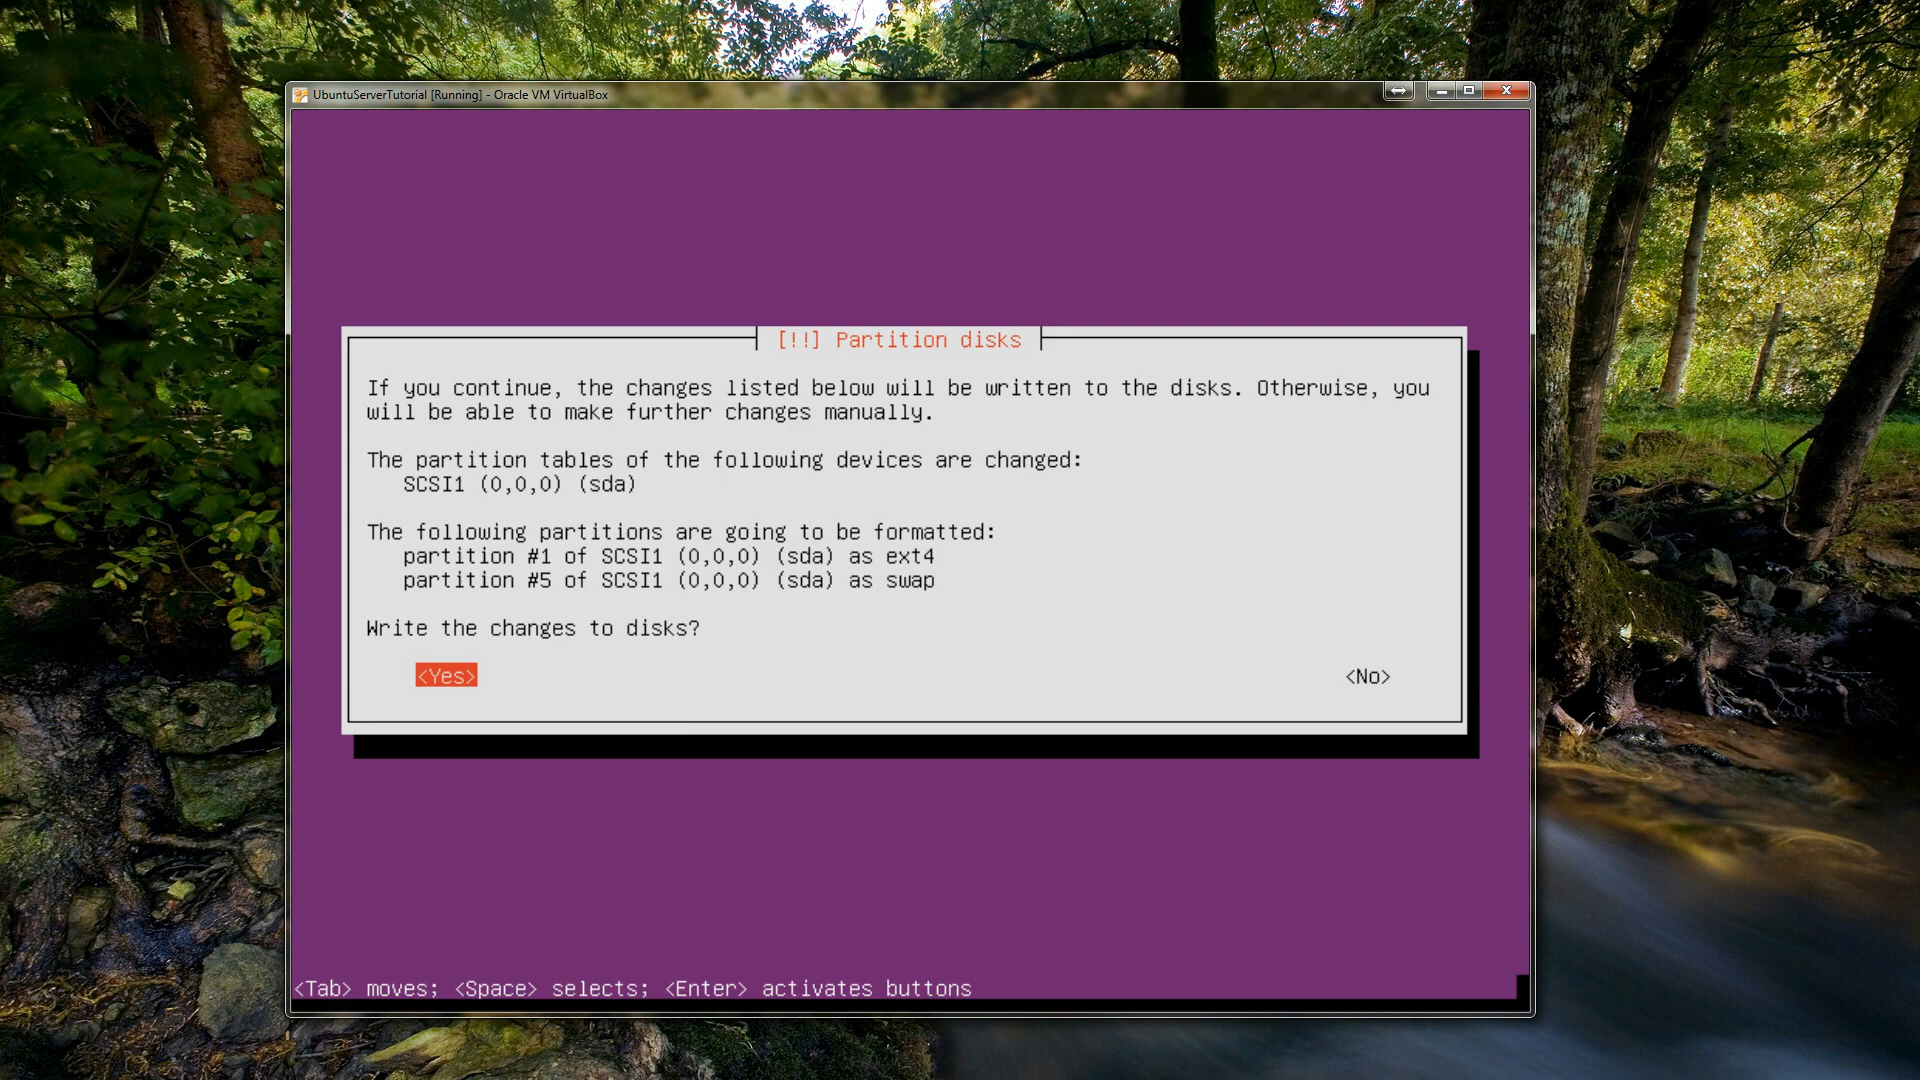 UbuntuServerTutorial [Running] - Oracle VM VirtualBox
[!!] Partition disks
If you continue, the changes listed below will be written to the disks. Otherwise, you
will be able to make further changes manually.
The partition tables of the following devices are changed:
SCSI1 (0,0,0) (sda)
The following partitions are going to be formatted:
partition #1 of SCSI1 (0,0,0) (sda) as ext4
partition #5 of SCSI1 (0,0,0) (sda) as swap
Write the changes to disks?
<Yes> <No>
<Tab> moves; <Space> selects; <Enter> activates buttons